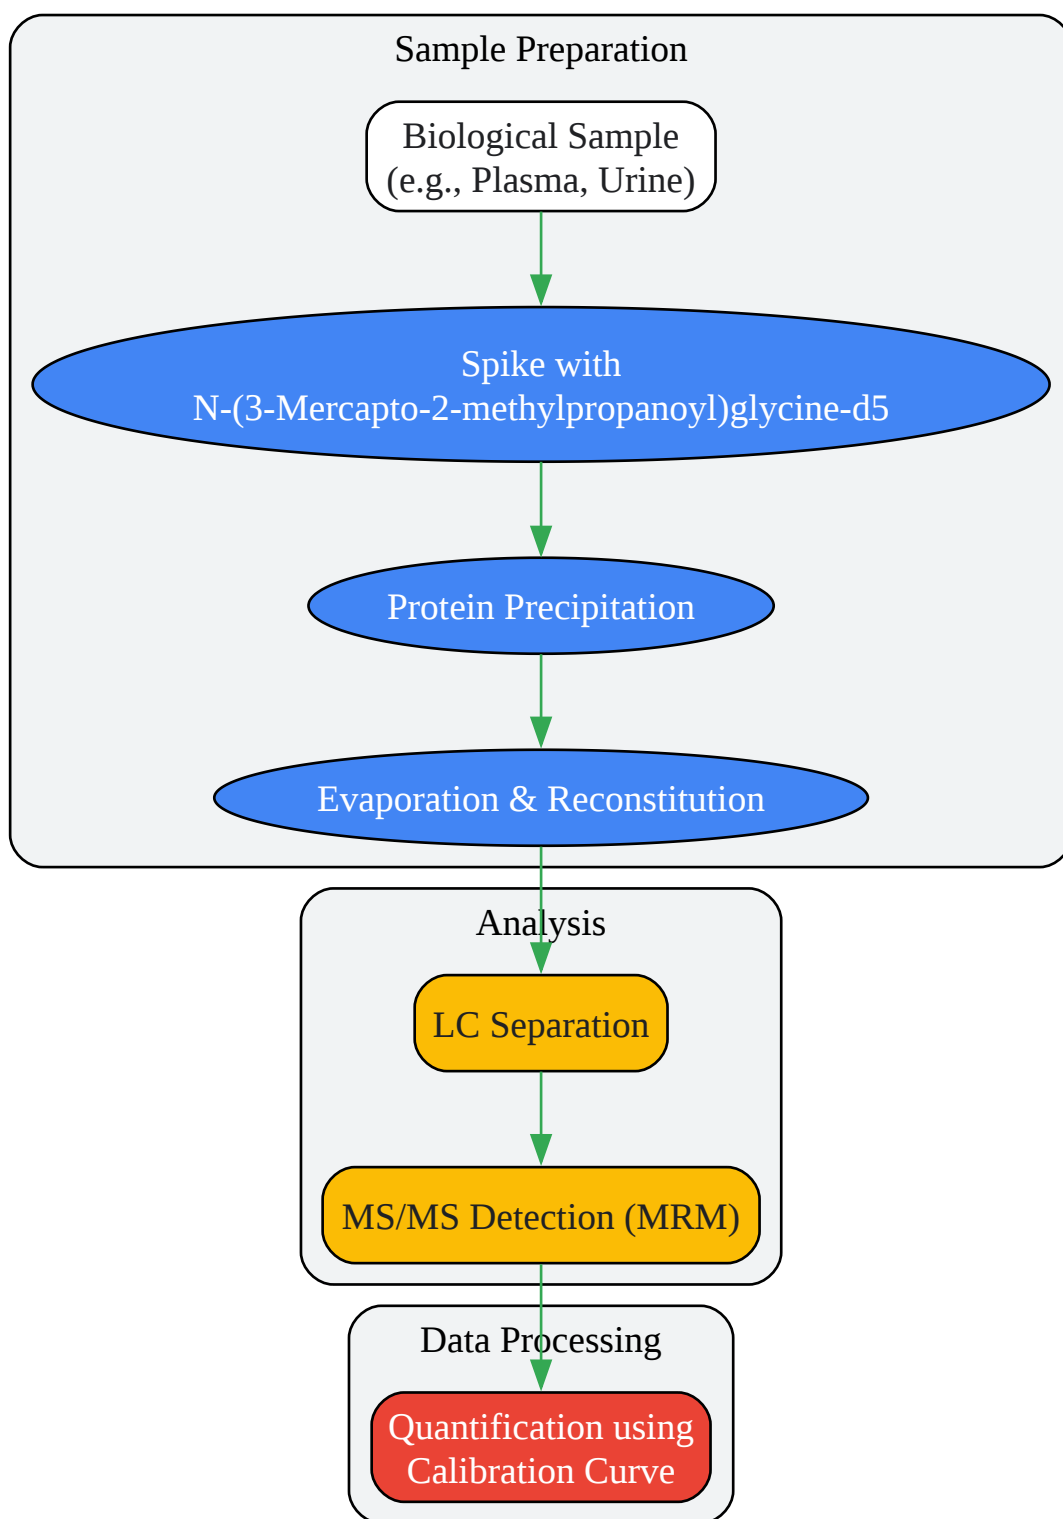 Sample Preparation
Biological Sample
(e.g., Plasma, Urine)
Spike with
N-(3-Mercapto-2-methylpropanoyl)glycine-d5
Protein Precipitation
Evaporation & Reconstitution
Analysis
LC Separation
MS/MS Detection (MRM)
Data Processing
Quantification using
Calibration Curve